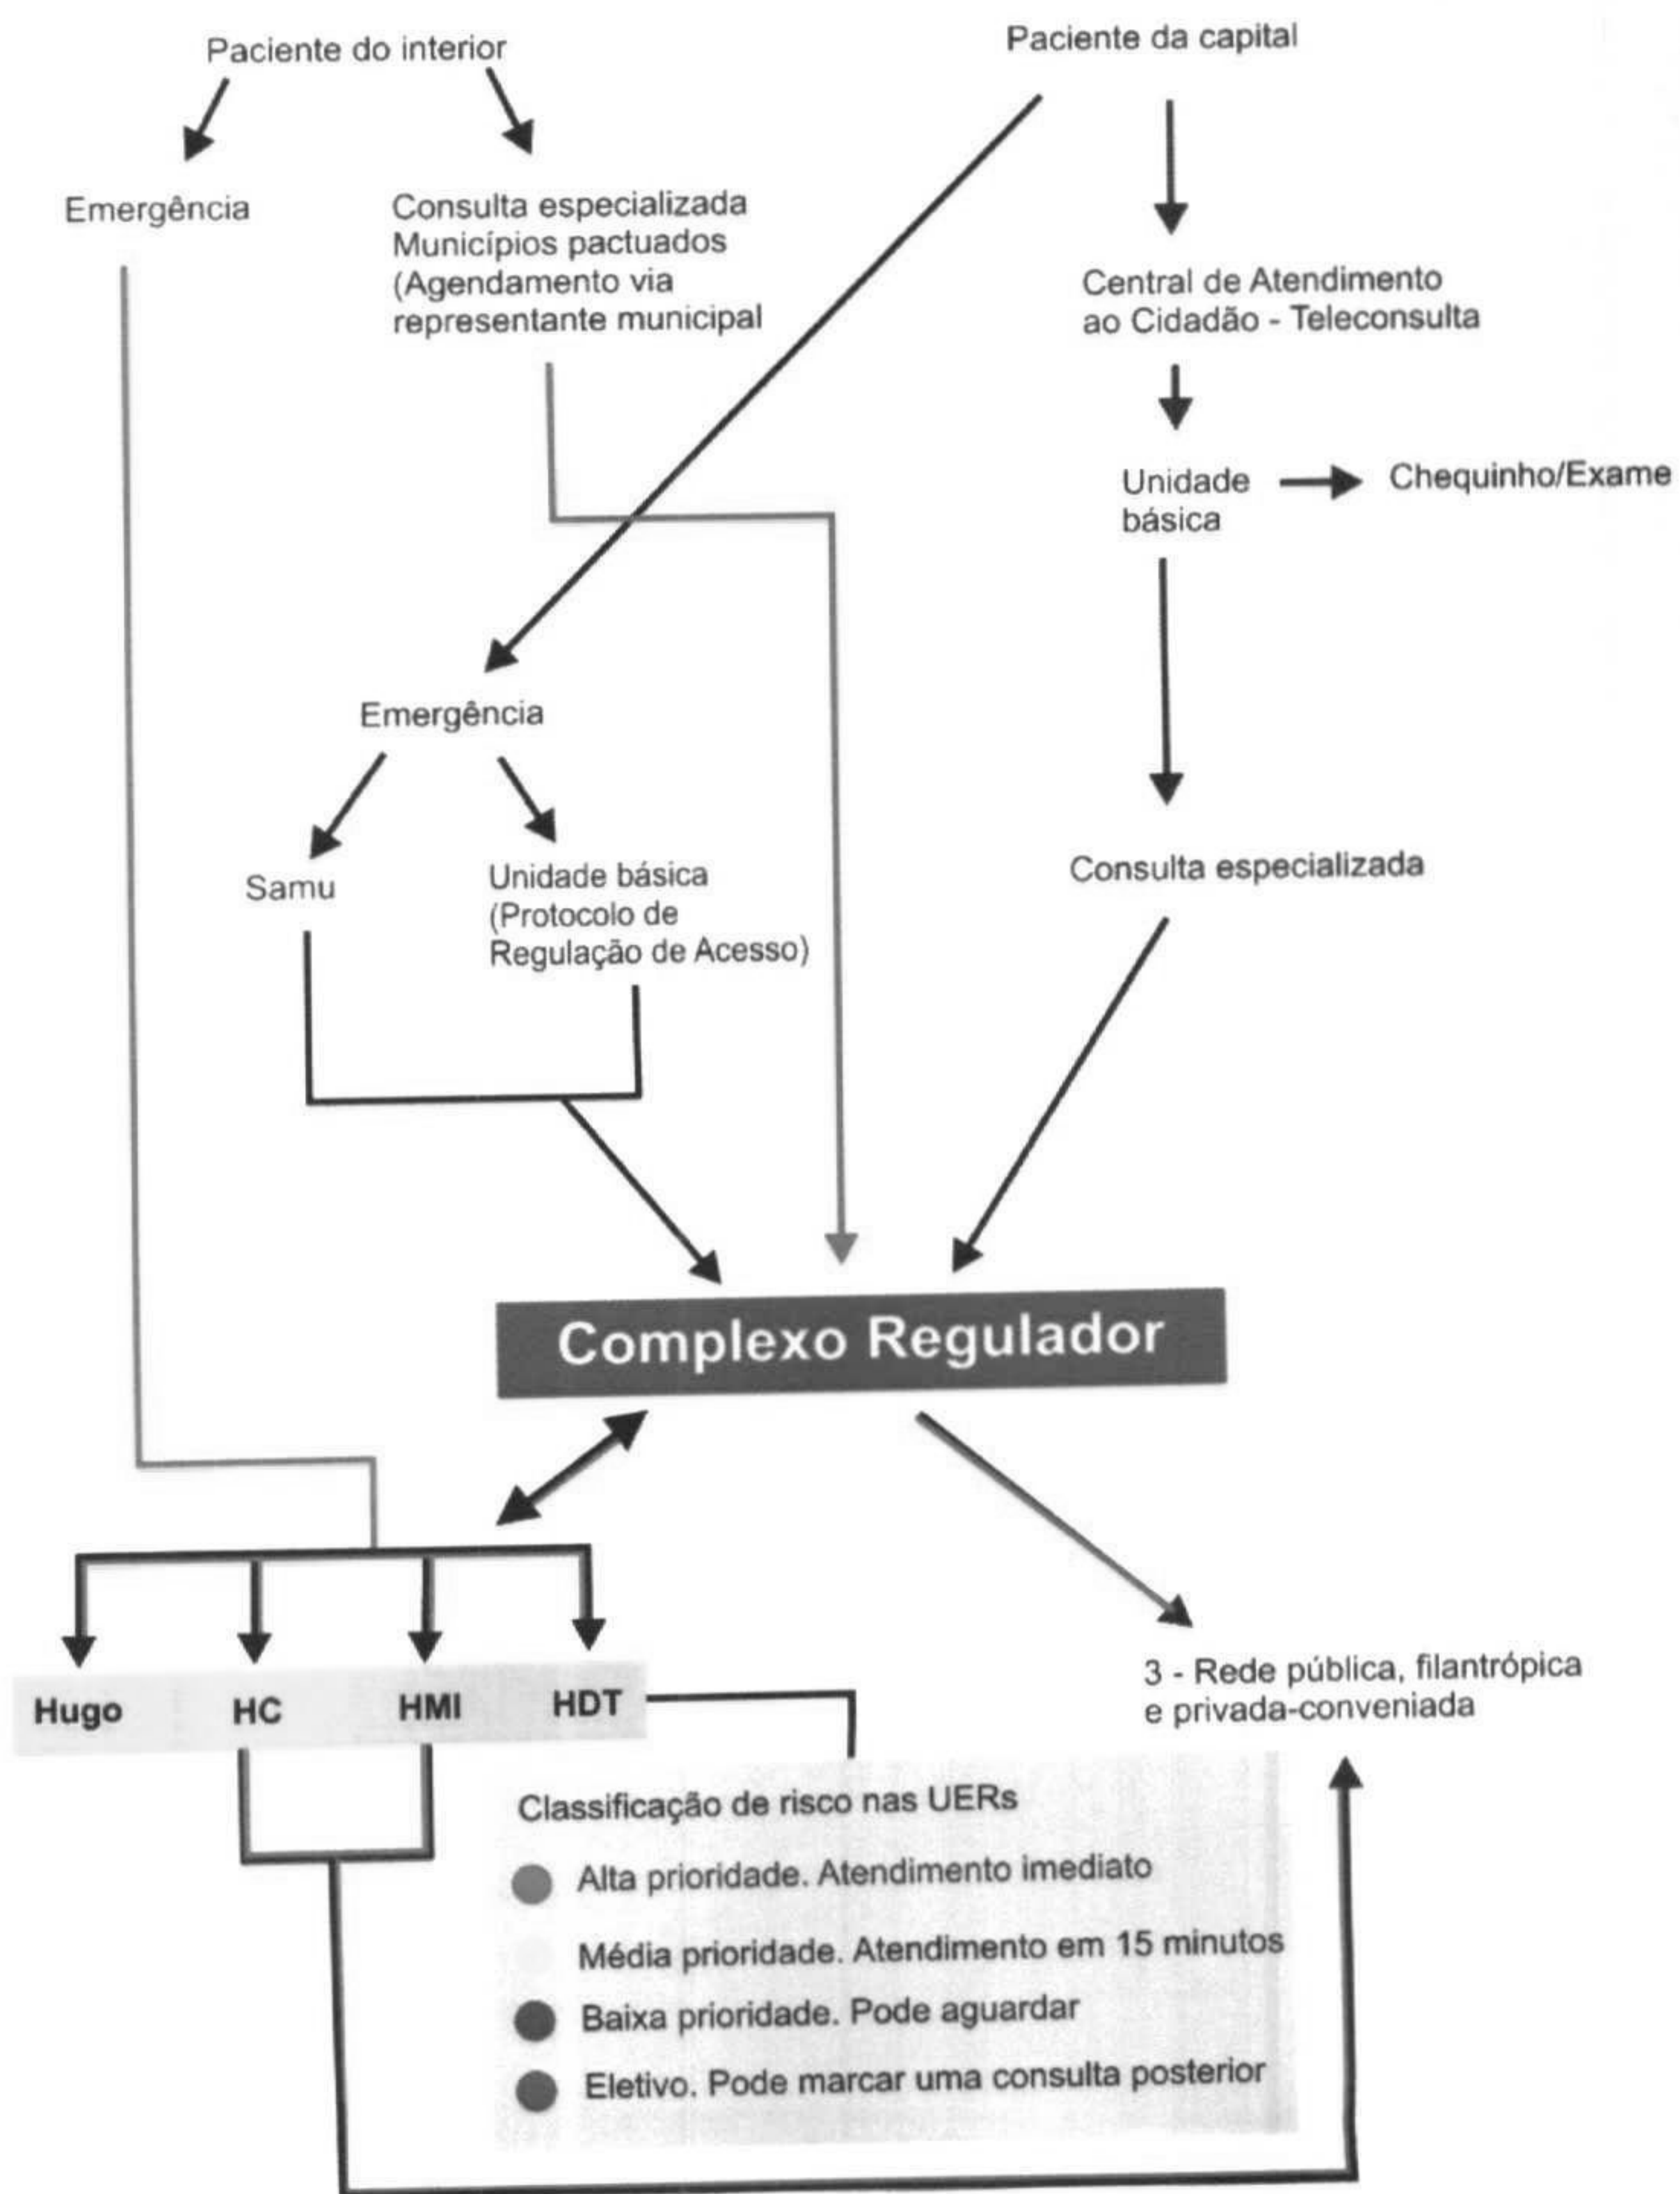 Paciente do interior
Paciente da capital
Emergência
Consulta especializada
Municípios pactuados
(Agendamento via
representante municipal
Central de Atendimento
ao Cidadão - Teleconsulta
Unidade
básica
Chequinho/Exame
Emergência
Samu
Unidade básica
(Protocolo de
Regulação de Acesso)
Consulta especializada
Complexo Regulador
Hugo
HC
HMI
HDT
3 - Rede pública, filantrópica
e privada-conveniada
Classificação de risco nas UERs
Alta prioridade. Atendimento imediato
Média prioridade. Atendimento em 15 minutos
Baixa prioridade. Pode aguardar
Eletivo. Pode marcar uma consulta posterior